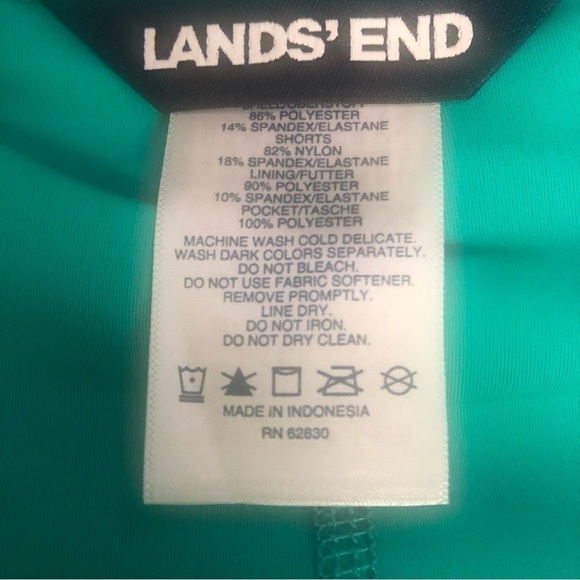 LANDS' END
86% POLYESTER
14% SPANDEX/ELASTANE
SHORTS
82% NYLON
18% SPANDEX/ELASTANE
LINING/FUTTER
90% POLYESTER
10% SPANDEX/ELASTANE
POCKET/TASCHE
100% POLYESTER
MACHINE WASH COLD DELICATE.
WASH DARK COLORS SEPARATELY.
DO NOT BLEACH.
DO NOT USE FABRIC SOFTENER.
REMOVE PROMPTLY.
LINE DRY.
DO NOT IRON.
DO NOT DRY CLEAN.
MADE IN INDONESIA
RN 62830